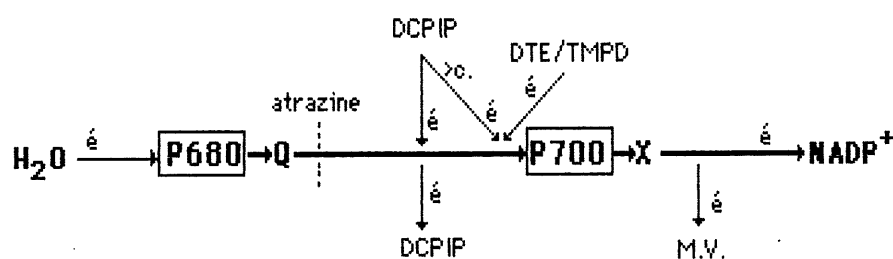 DCPIP
DTE/TMPD
>c.
é
é
atrazine
é
é
é
H₂O P680 Q P700 X NADP⁺
é
é
DCPIP
M.V.